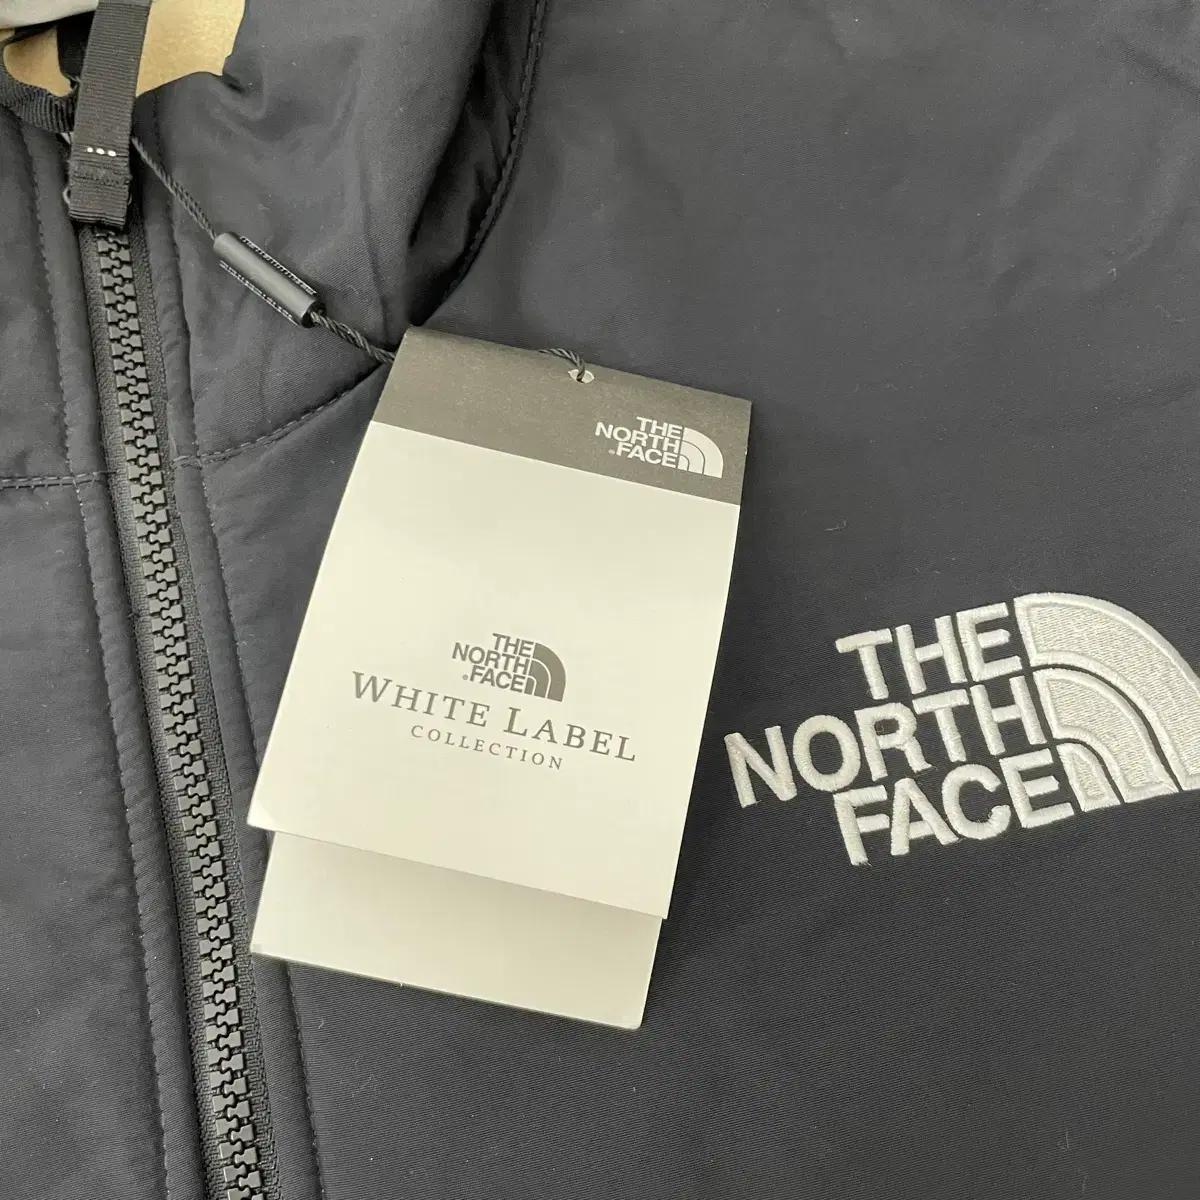 THE
NORTH
FACE
THE
NORTH
FACE
WHITE LABEL
COLLECTION
THE
NORTH
FACE